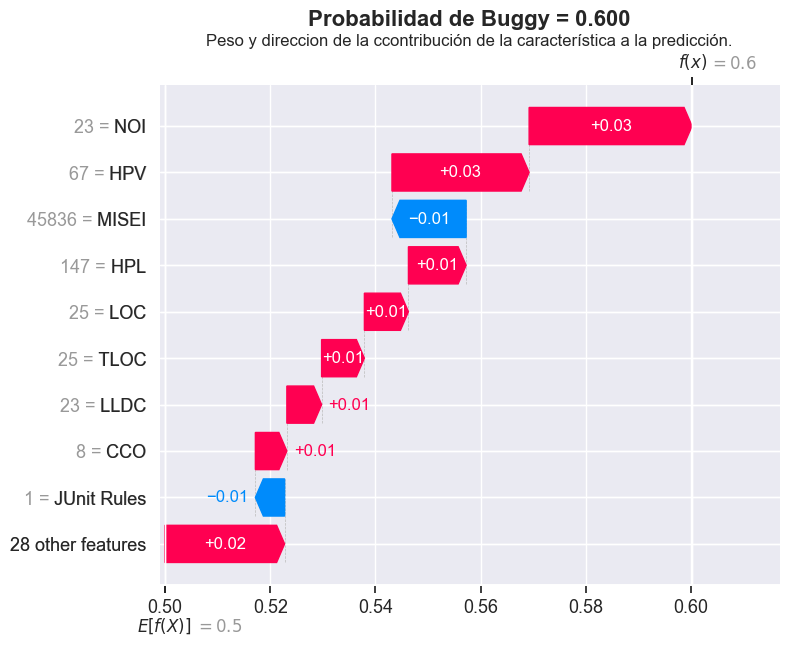 Probabilidad de Buggy = 0.600
Peso y direccion de la ccontribución de la característica a la predicción.
f(x) = 0.6
23 = NOI +0.03
67 = HPV +0.03
45836 = MISEI −0.01
147 = HPL +0.01
25 = LOC +0.01
25 = TLOC +0.01
23 = LLDC +0.01
8 = CCO +0.01
1 = JUnit Rules −0.01
28 other features +0.02
0.50 0.52 0.54 0.56 0.58 0.60
E[f(X)] = 0.5